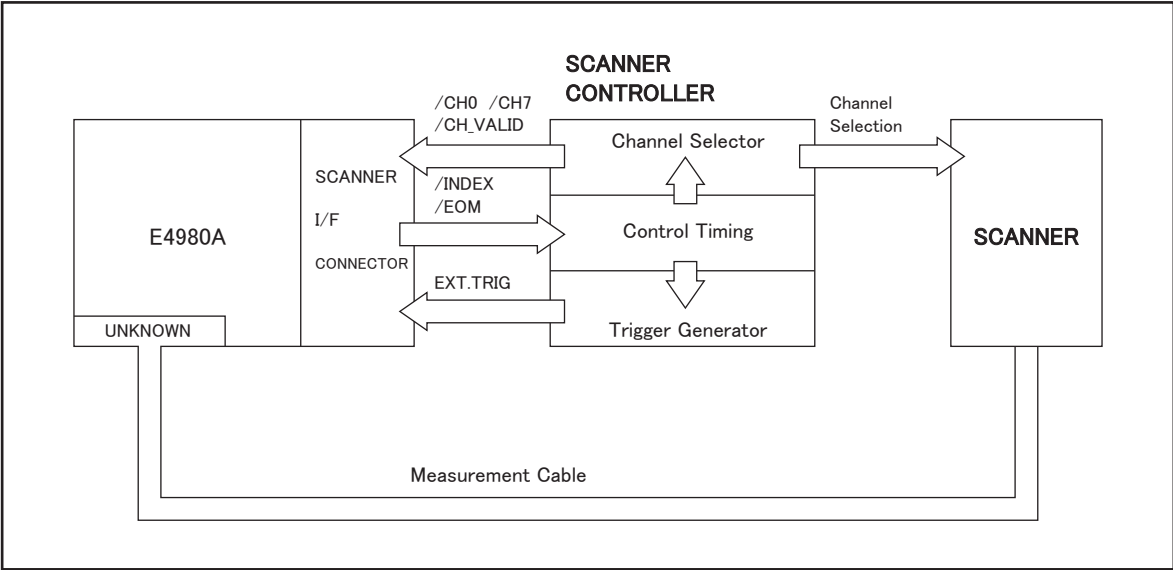 SCANNER
CONTROLLER
/CH0 /CH7
/CH_VALID
Channel
Selection
Channel Selector
SCANNER
I/F
CONNECTOR
/INDEX
/EOM
E4980A
Control Timing
SCANNER
EXT.TRIG
UNKNOWN
Trigger Generator
Measurement Cable